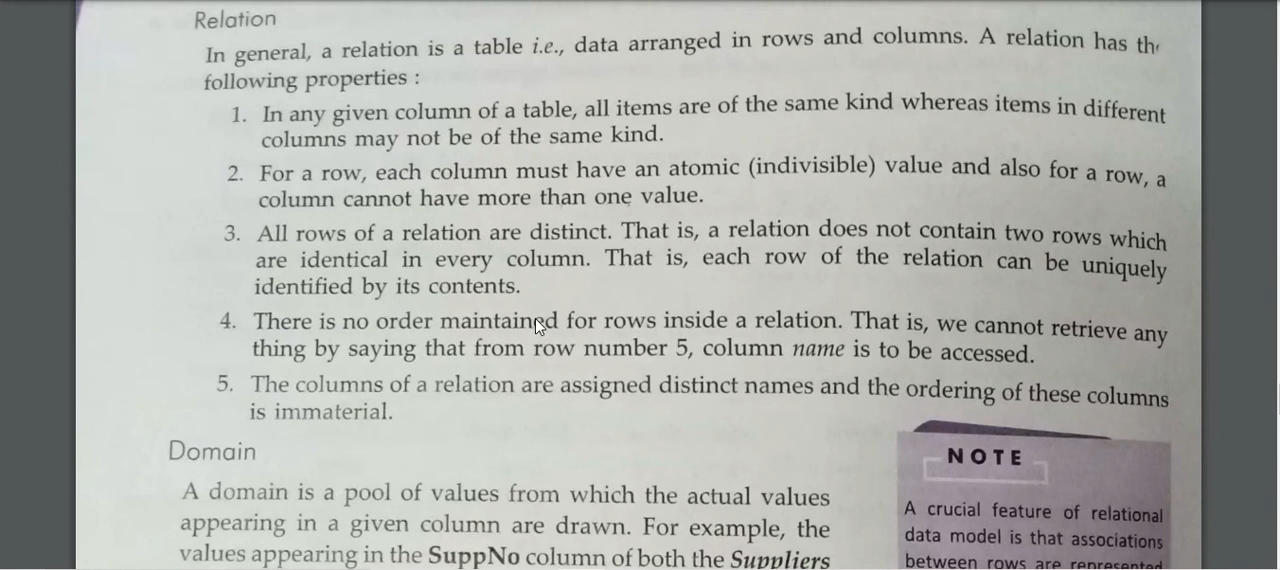 Relation
In general, a relation is a table i.e., data arranged in rows and columns. A relation has
following properties :
1. In any given column of a table, all items are of the same kind whereas items in different
columns may not be of the same kind.
2. For a row, each column must have an atomic (indivisible) value and also for a row, a
column cannot have more than one value.
3. All rows of a relation are distinct. That is, a relation does not contain two rows which
are identical in every column. That is, each row of the relation can be uniquely
identified by its contents.
4. There is no order maintained for rows inside a relation. That is, we cannot retrieve any
thing by saying that from row number 5, column name is to be accessed.
5. The columns of a relation are assigned distinct names and the ordering of these columns
is immaterial.
Domain
A domain is a pool of values from which the actual values
appearing in a given column are drawn. For example, the
values appearing in the SuppNo column of both the Suppliers
NOTE
A crucial feature of relational
data model is that associations
between rows are represented